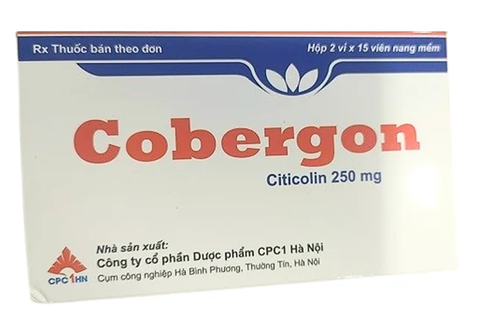 Rx Thuốc bán theo đơn
Hộp 2 vỉ x 15 viên nang mềm
Cobergon
Citicolin 250 mg
Nhà sản xuất:
Công ty cổ phần Dược phẩm CPC1 Hà Nội
Cụm công nghiệp Hà Bình Phương, Thường Tín, Hà Nội
CPC1HN